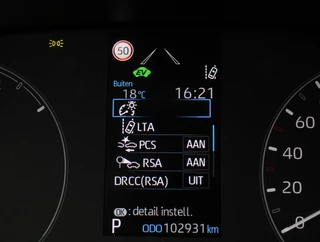 50
EV
Buiten
18°C 16:21
LTA
PCS AAN
RSA AAN
DRCC(RSA) UIT
OK : detail instell.
P ODO 102931 km
60
40
20
0